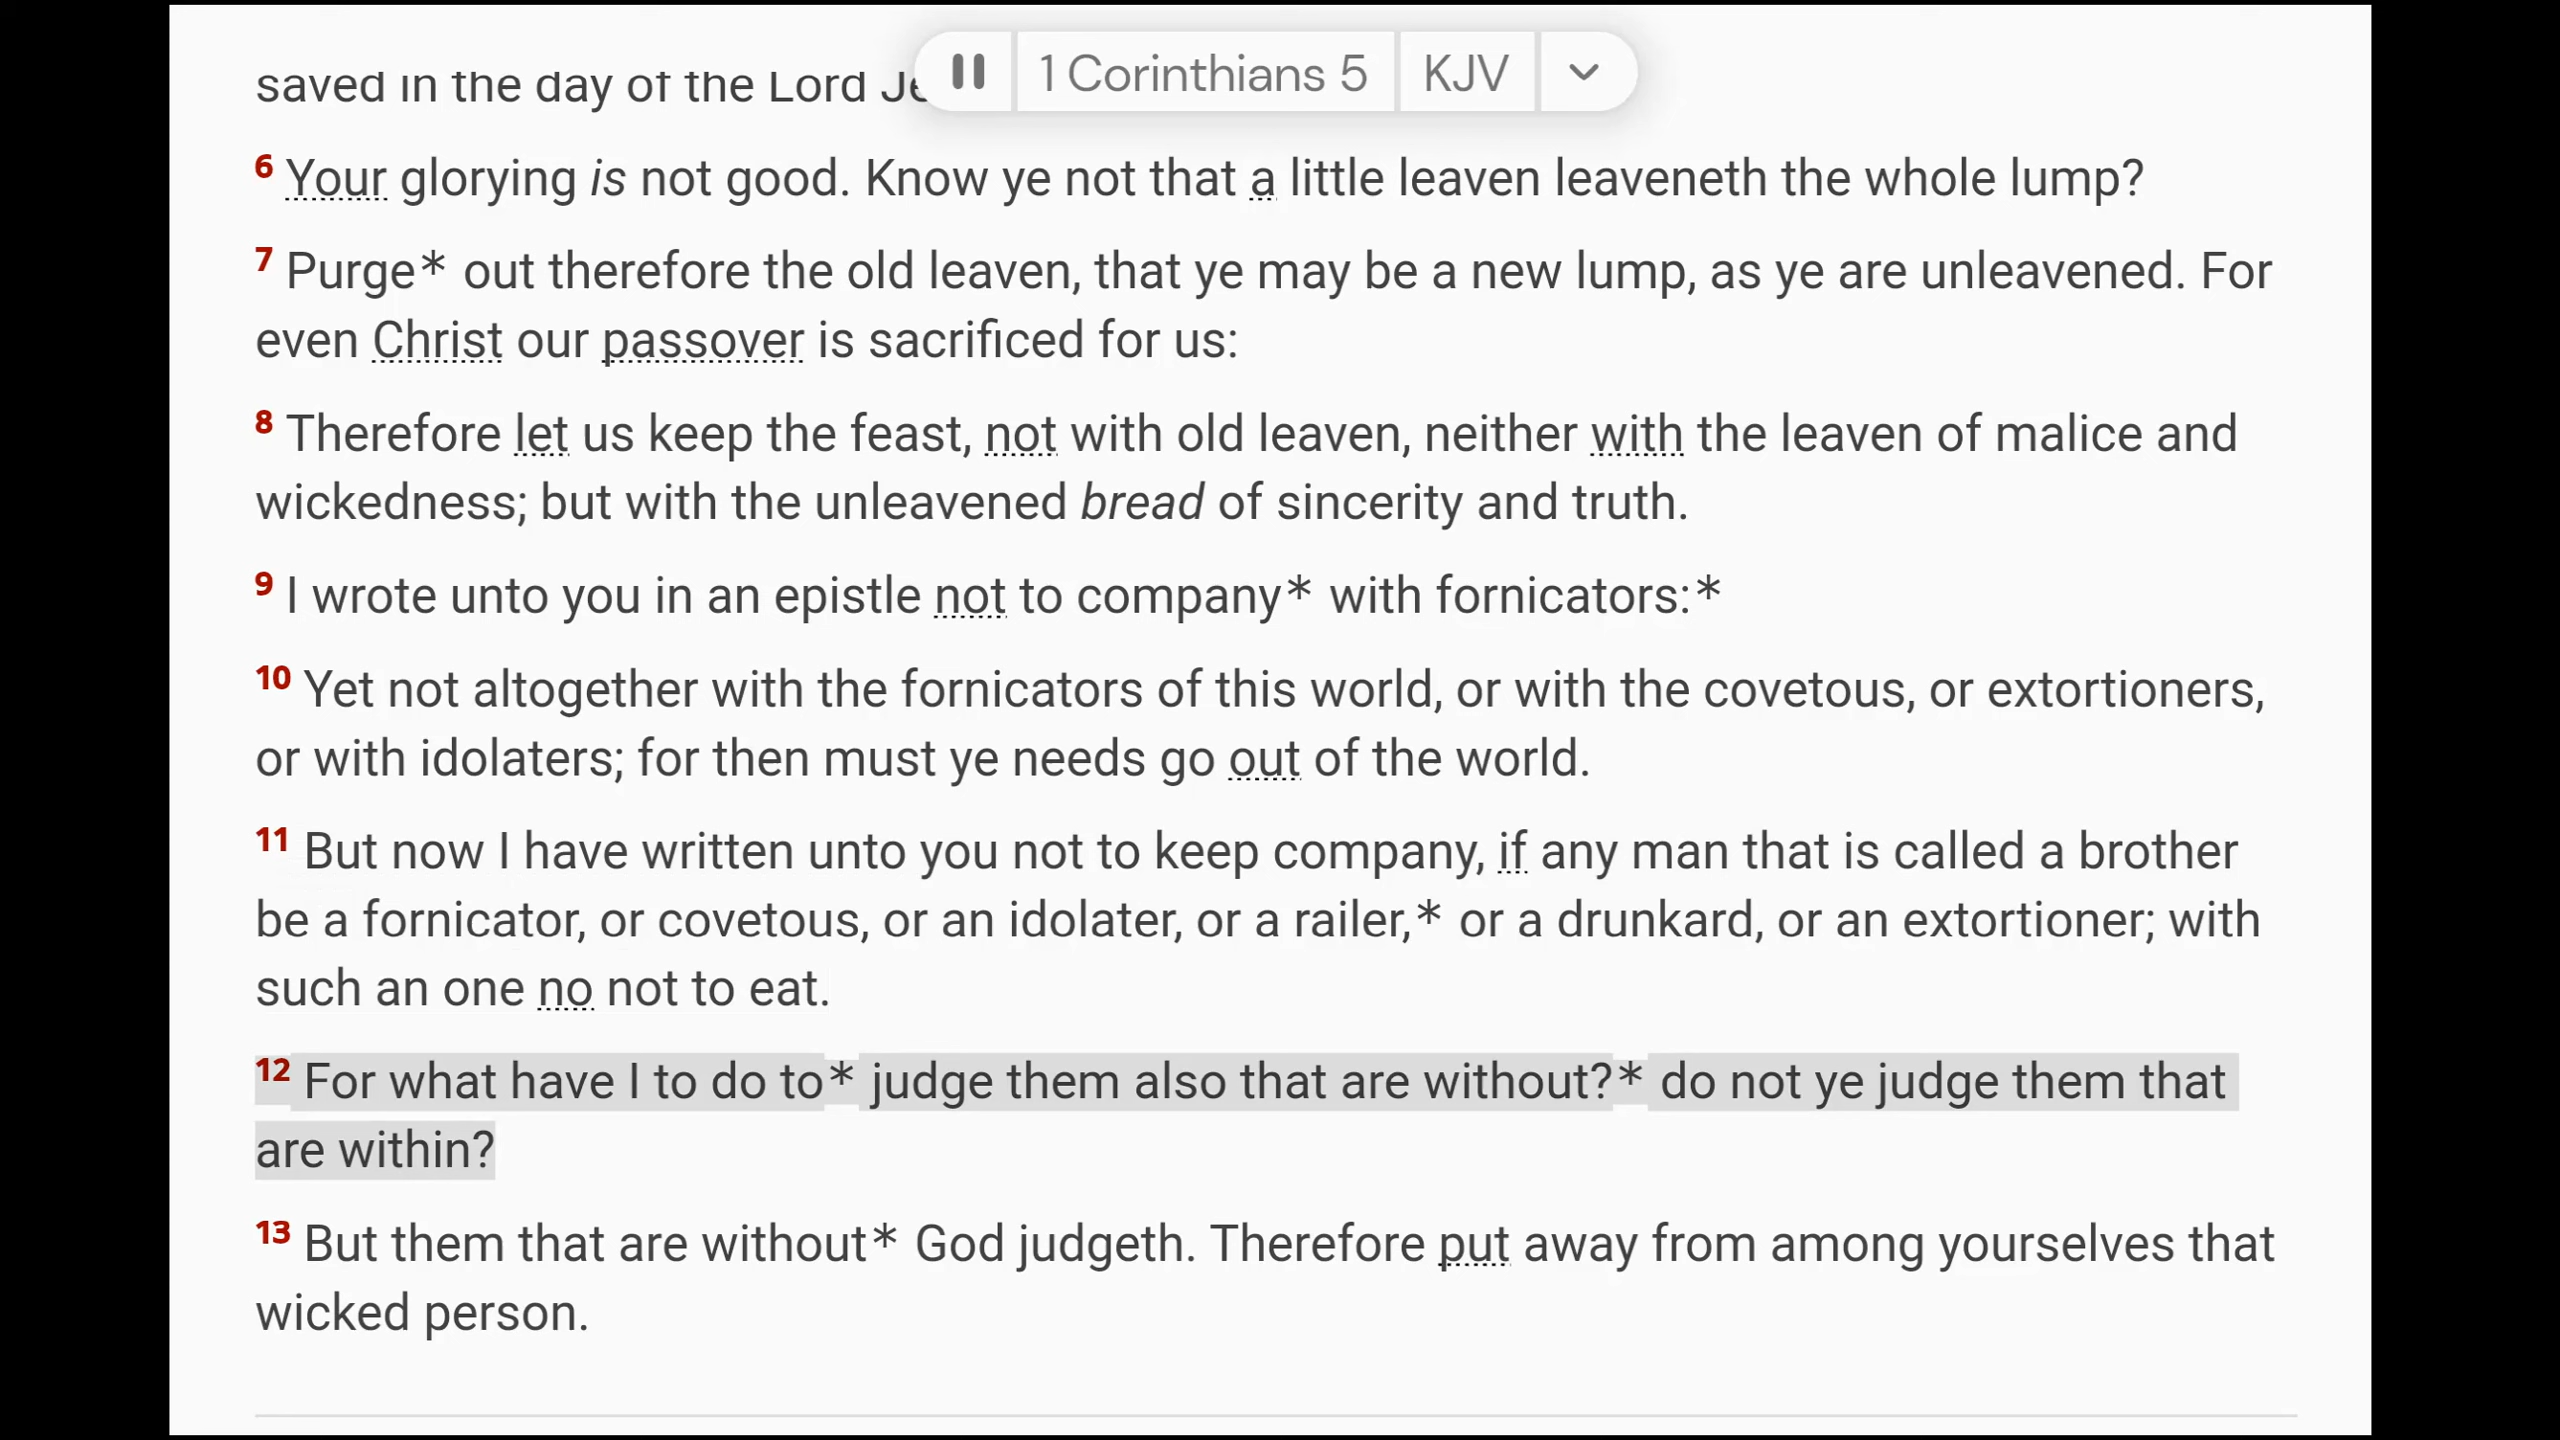 1 Corinthians 5 KJV
saved in the day of the Lord
6 Your glorying is not good. Know ye not that a little leaven leaveneth the whole lump?
7 Purge* out therefore the old leaven, that ye may be a new lump, as ye are unleavened. For
even Christ our passover is sacrificed for us:
8 Therefore let us keep the feast, not with old leaven, neither with the leaven of malice and
wickedness; but with the unleavened bread of sincerity and truth.
9 I wrote unto you in an epistle not to company* with fornicators:*
10 Yet not altogether with the fornicators of this world, or with the covetous, or extortioners,
or with idolaters; for then must ye needs go out of the world.
11 But now I have written unto you not to keep company, if any man that is called a brother
be a fornicator, or covetous, or an idolater, or a railer,* or a drunkard, or an extortioner; with
such an one no not to eat.
12 For what have I to do to* judge them also that are without?* do not ye judge them that
are within?
13 But them that are without* God judgeth. Therefore put away from among yourselves that
wicked person.